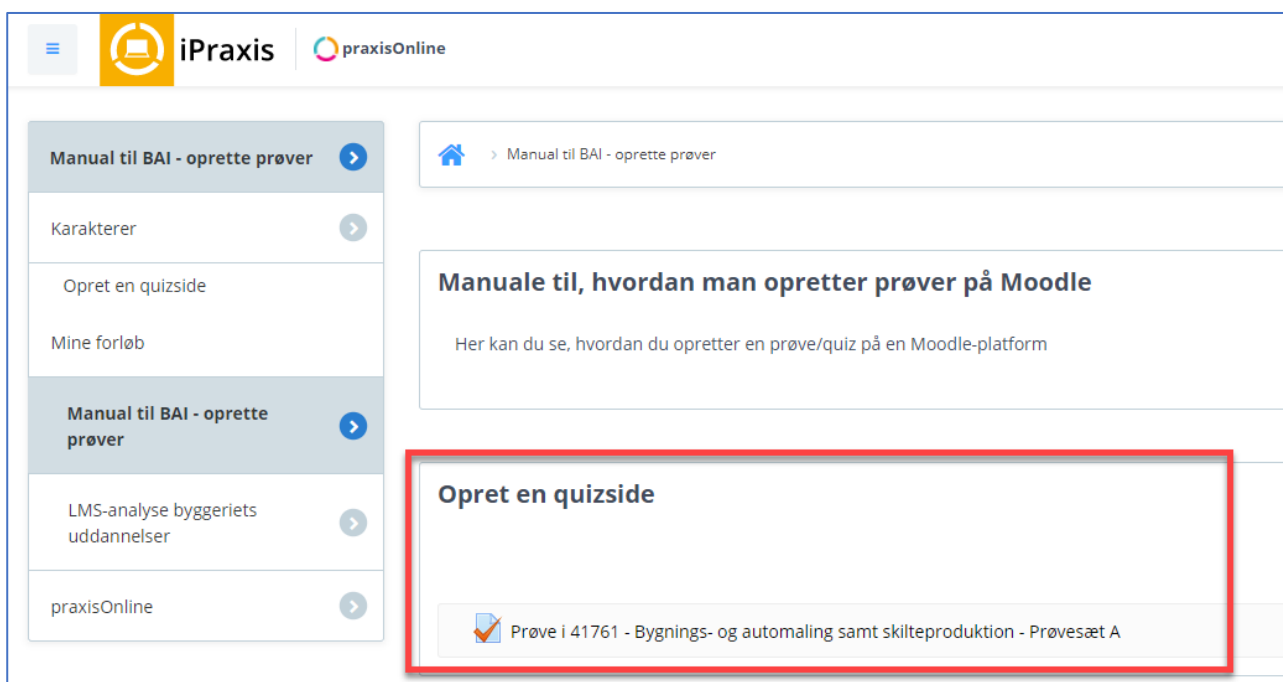 iPraxis
praxisOnline
Manual til BAI - oprette prøver
Karakterer
Opret en quizside
Mine forløb
Manual til BAI - oprette
prøver
LMS-analyse byggeriets
uddannelser
praxisOnline
Manual til BAI - oprette prøver
Manuale til, hvordan man opretter prøver på Moodle
Her kan du se, hvordan du opretter en prøve/quiz på en Moodle-platform
Opret en quizside
Prøve i 41761 - Bygnings- og automaling samt skilteproduktion - Prøvesæt A